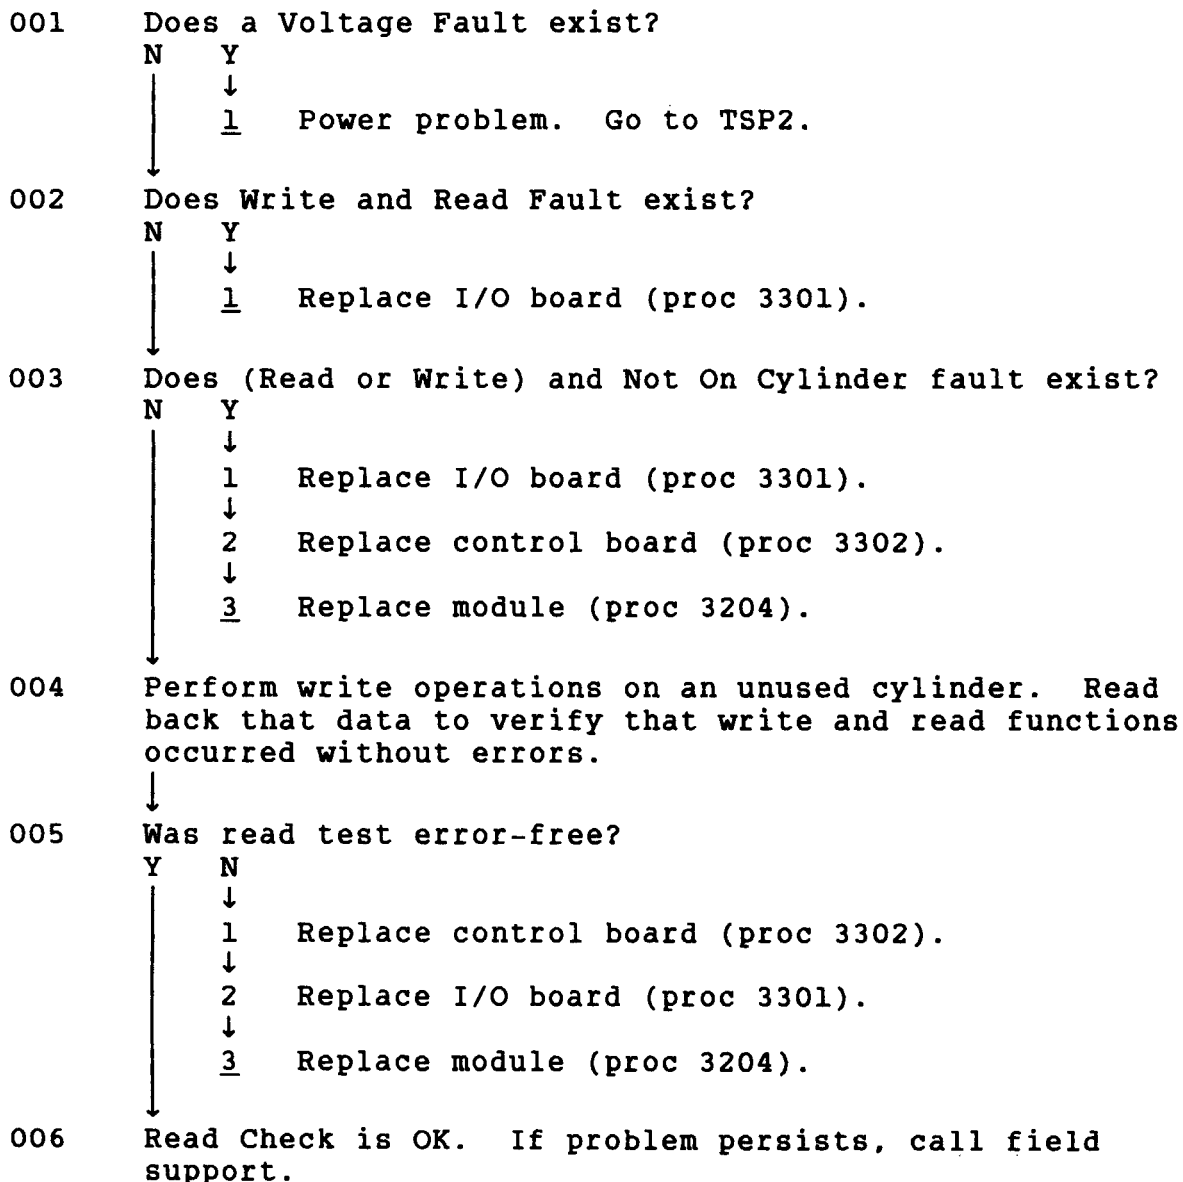 001 Does a Voltage Fault exist?
N Y
↓
1 Power problem. Go to TSP2.
↓
002 Does Write and Read Fault exist?
N Y
↓
1 Replace I/O board (proc 3301).
↓
003 Does (Read or Write) and Not On Cylinder fault exist?
N Y
↓
1 Replace I/O board (proc 3301).
↓
2 Replace control board (proc 3302).
↓
3 Replace module (proc 3204).
↓
004 Perform write operations on an unused cylinder. Read
back that data to verify that write and read functions
occurred without errors.
↓
005 Was read test error-free?
Y N
↓
1 Replace control board (proc 3302).
↓
2 Replace I/O board (proc 3301).
↓
3 Replace module (proc 3204).
↓
006 Read Check is OK. If problem persists, call field
support.